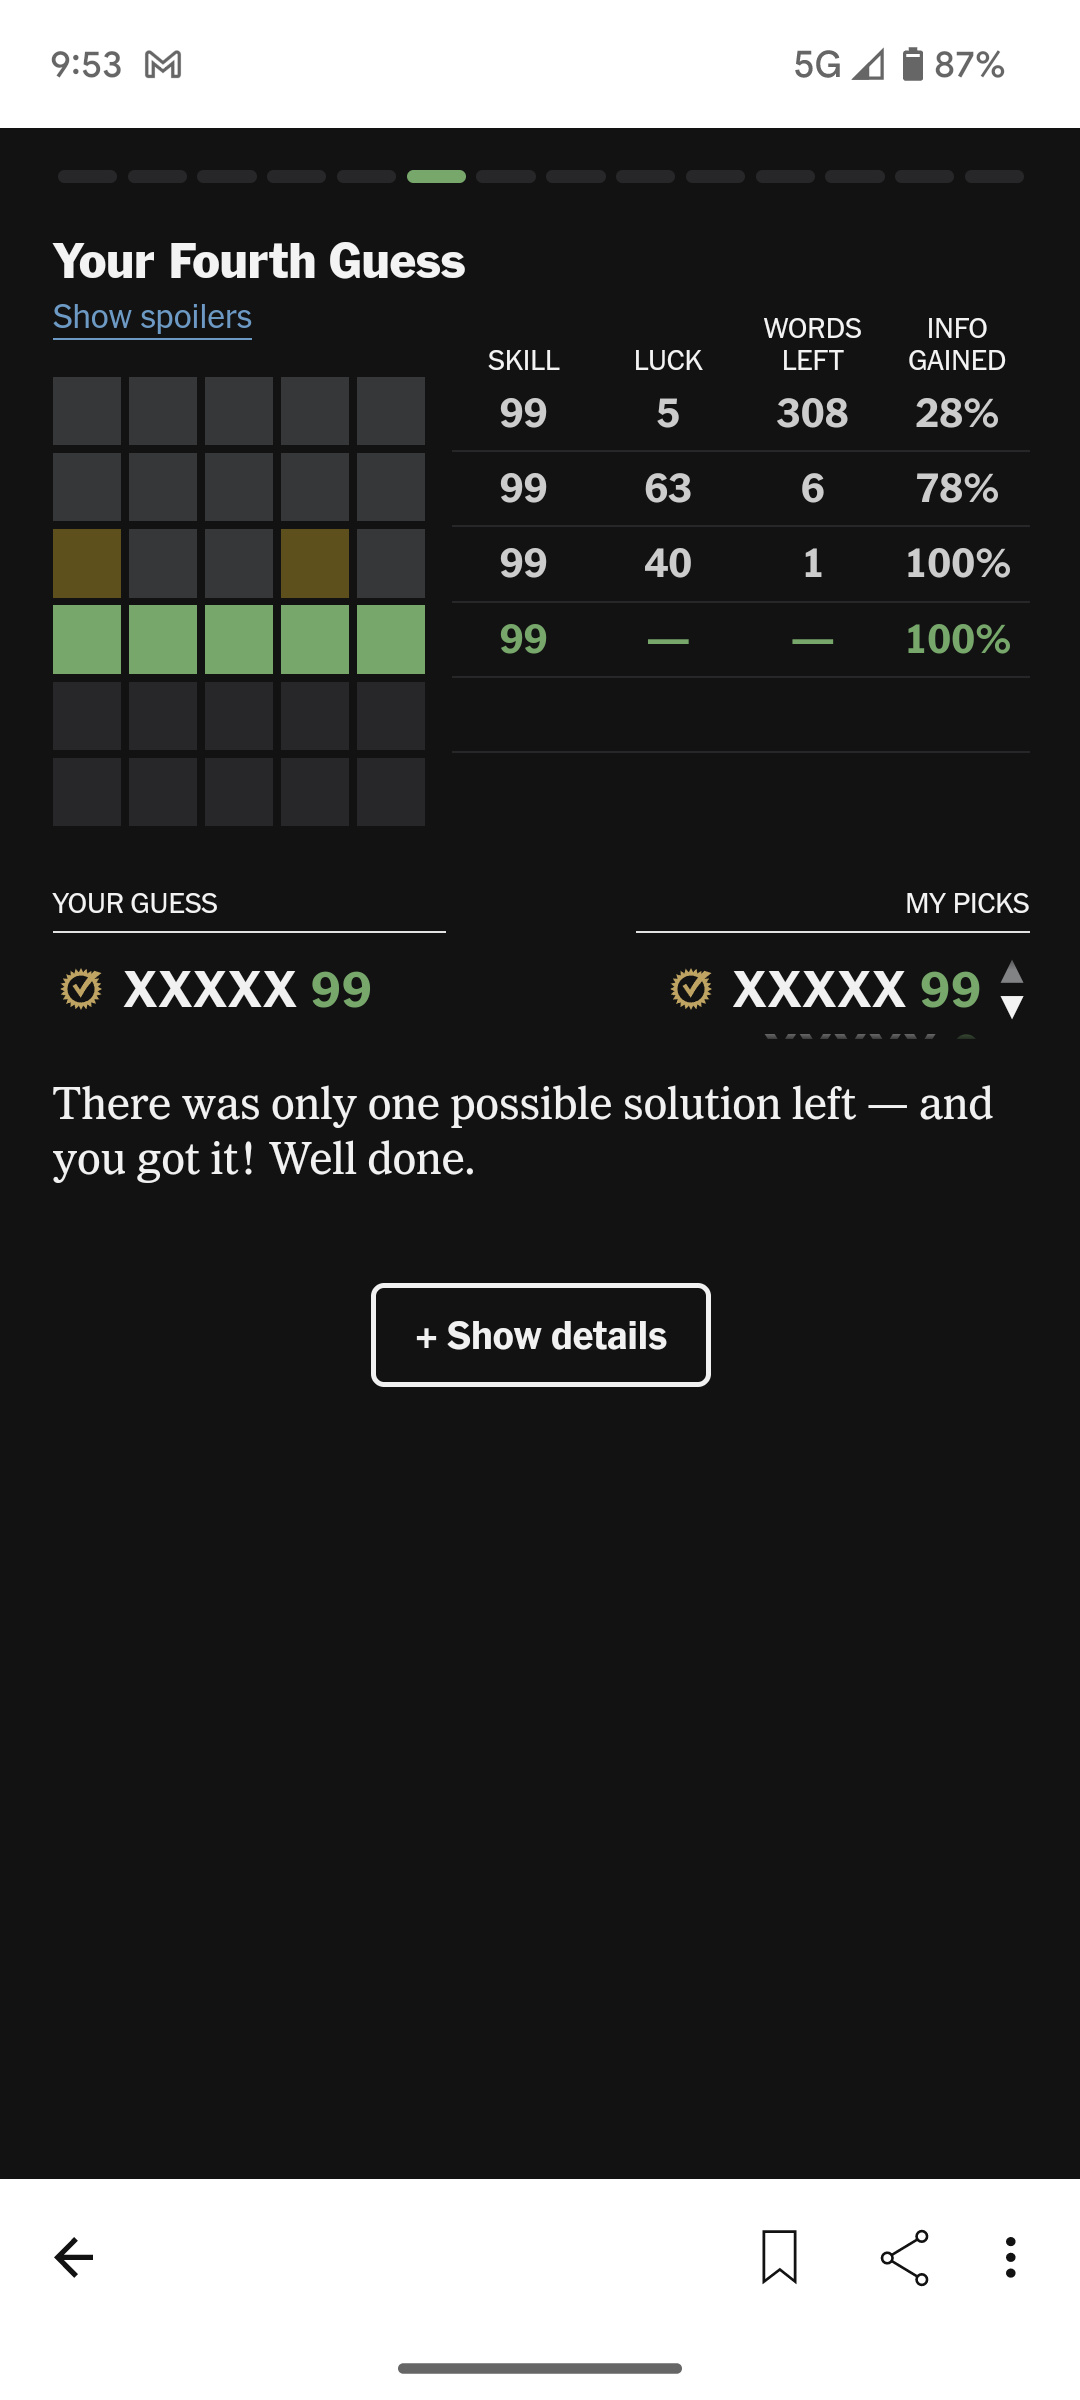 9:53
5G 87%
Your Fourth Guess
Show spoilers
SKILL LUCK WORDS LEFT INFO GAINED
99 5 308 28%
99 63 6 78%
99 40 1 100%
99 — — 100%
YOUR GUESS MY PICKS
XXXXX 99 XXXXX 99
There was only one possible solution left — and
you got it! Well done.
+ Show details